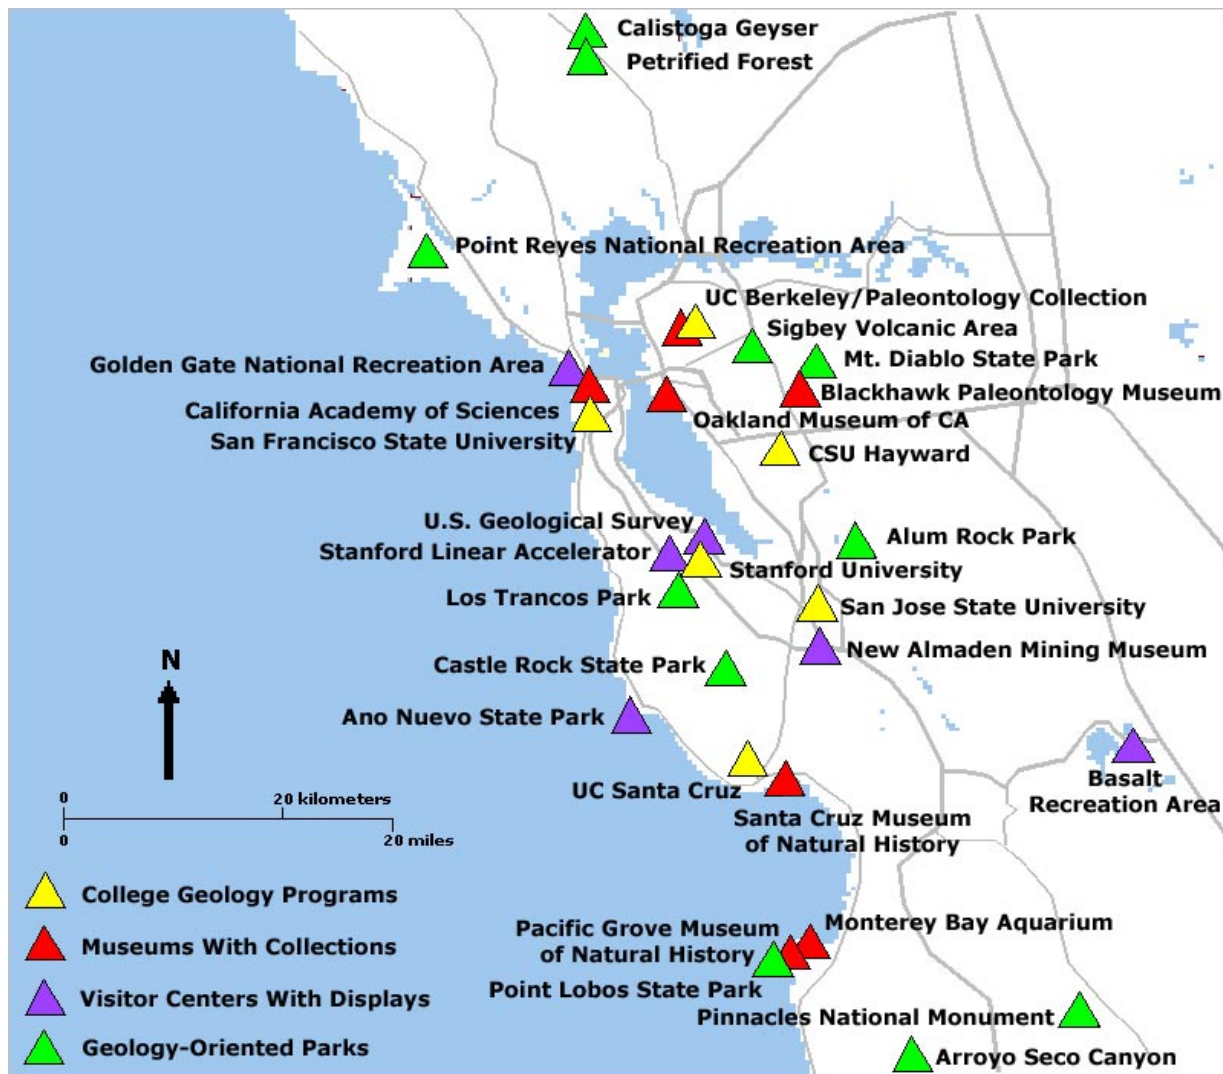 Calistoga Geyser
Petrified Forest
Point Reyes National Recreation Area
UC Berkeley/Paleontology Collection
Sigbey Volcanic Area
Mt. Diablo State Park
Golden Gate National Recreation Area
Blackhawk Paleontology Museum
California Academy of Sciences
Oakland Museum of CA
San Francisco State University
CSU Hayward
U.S. Geological Survey
Alum Rock Park
Stanford Linear Accelerator
Stanford University
Los Trancos Park
San Jose State University
New Almaden Mining Museum
Castle Rock State Park
N
Ano Nuevo State Park
Basalt
Recreation Area
UC Santa Cruz
0 20 kilometers
0 20 miles
Santa Cruz Museum
of Natural History
College Geology Programs
Museums With Collections
Visitor Centers With Displays
Geology-Oriented Parks
Monterey Bay Aquarium
Pacific Grove Museum
of Natural History
Point Lobos State Park
Pinnacles National Monument
Arroyo Seco Canyon